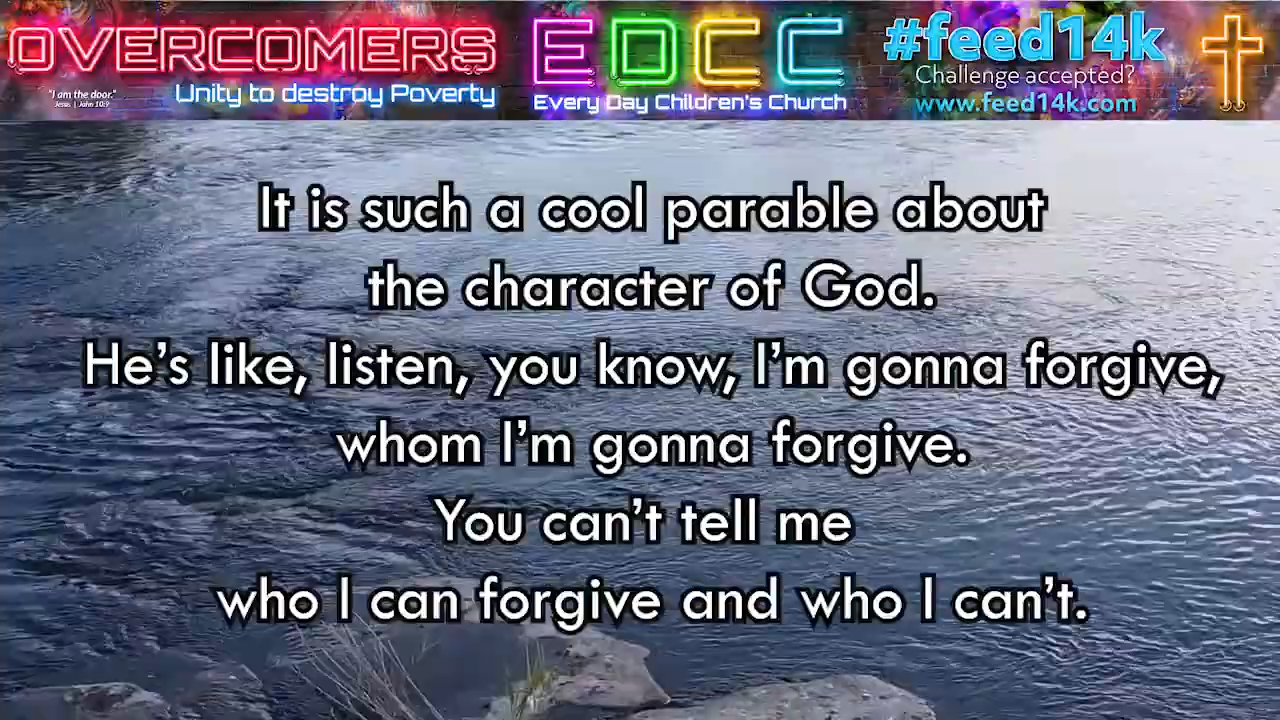 OVERCOMERS
"I am the door."
Jesus | John 10:9
Unity to destroy Poverty
EDCC
Every Day Children's Church
#feed14k
Challenge accepted?
www.feed14k.com
It is such a cool parable about
the character of God.
He's like, listen, you know, I'm gonna forgive,
whom I'm gonna forgive.
You can't tell me
who I can forgive and who I can't.